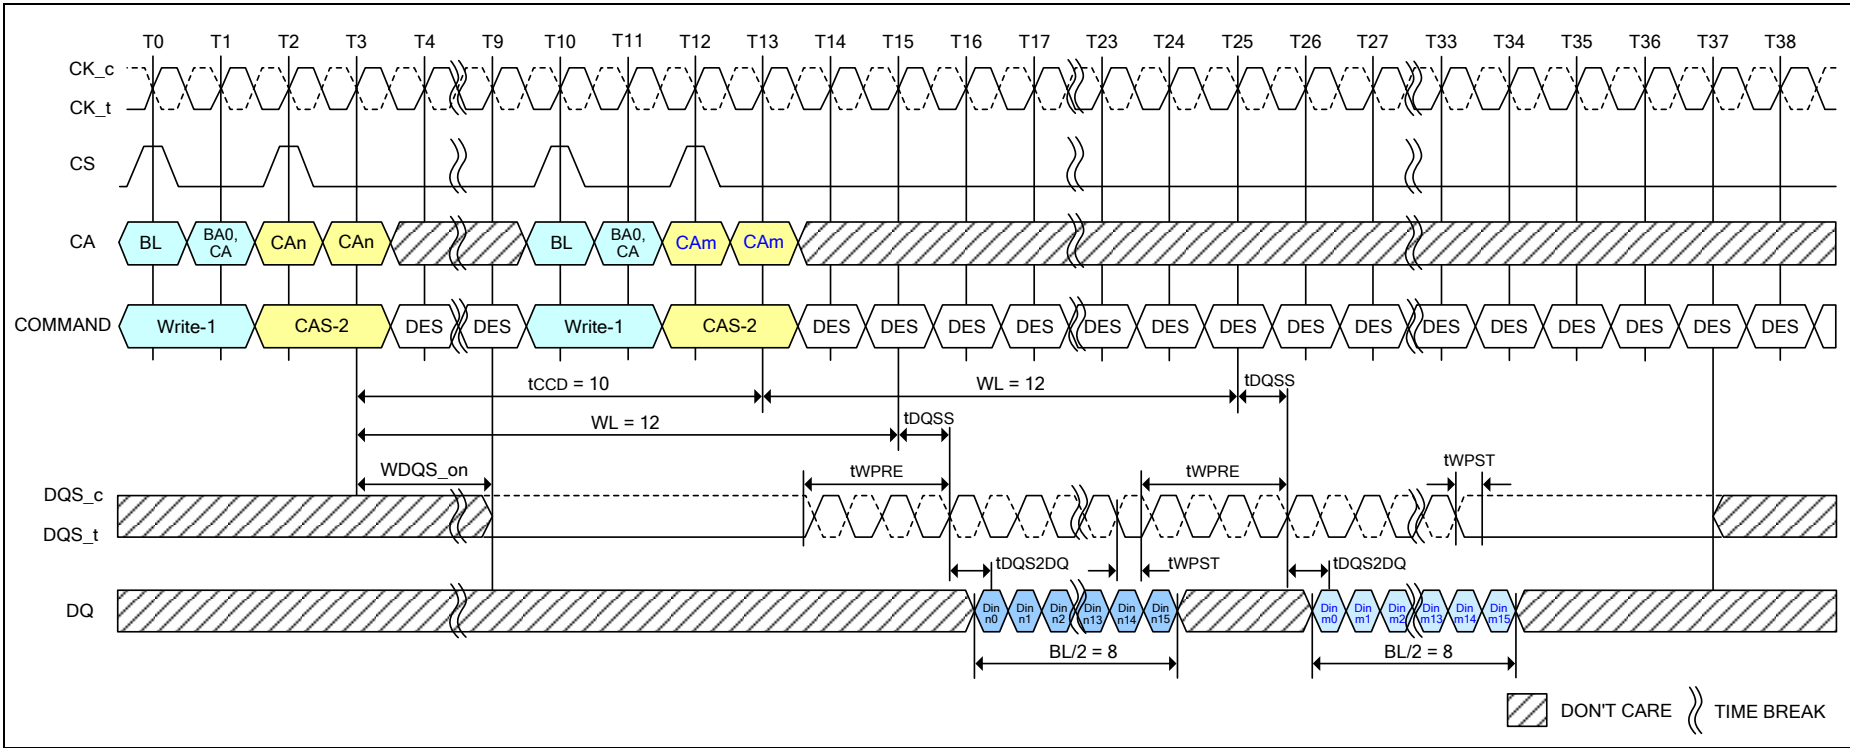 T0 T1 T2 T3 T4 T9 T10 T11 T12 T13 T14 T15 T16 T17 T23 T24 T25 T26 T27 T33 T34 T35 T36 T37 T38
CK_c
CK_t
CS
CA BL BA0, CA CAn CAn BL BA0, CA CAm CAm
COMMAND Write-1 CAS-2 DES DES Write-1 CAS-2 DES DES DES DES DES DES DES DES DES DES DES DES DES DES DES
tCCD = 10 WL = 12 tDQSS
WL = 12 tDQSS
WDQS_on tWPRE tWPRE tWPST
DQS_c
DQS_t
tDQS2DQ tWPST tDQS2DQ
DQ Din n0 Din n1 Din n2 Din n13 Din n14 Din n15 Din m0 Din m1 Din m2 Din m13 Din m14 Din m15
BL/2 = 8 BL/2 = 8
DON'T CARE TIME BREAK